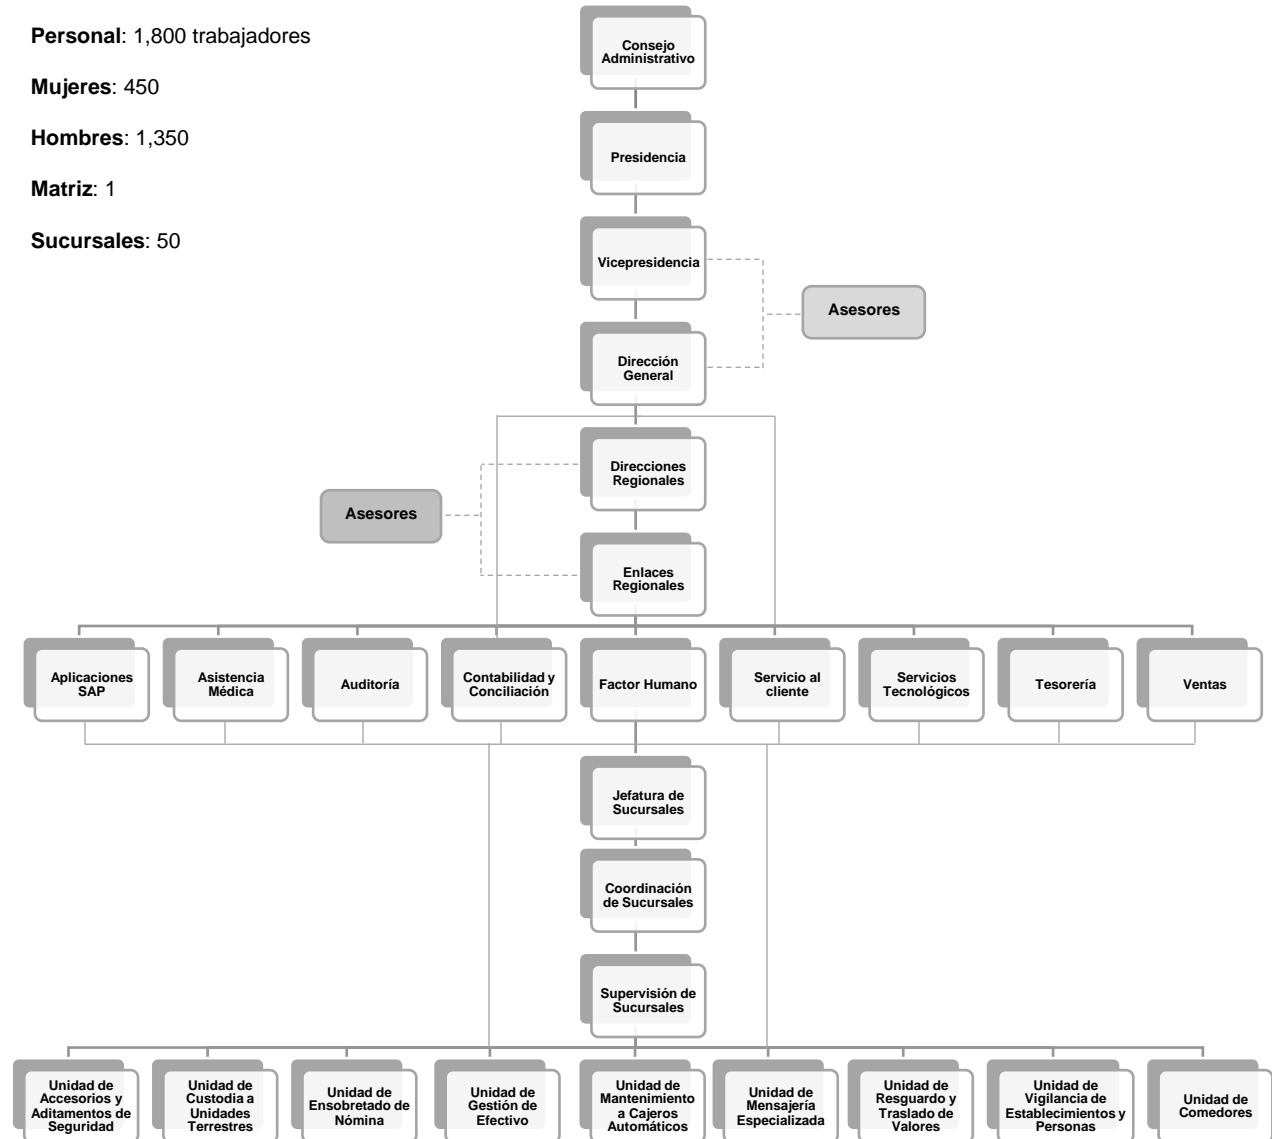 Personal: 1,800 trabajadores
Mujeres: 450
Hombres: 1,350
Matriz: 1
Sucursales: 50
Consejo
Administrativo
Presidencia
Vicepresidencia
Asesores
Dirección
General
Direcciones
Regionales
Asesores
Enlaces
Regionales
Aplicaciones
SAP
Asistencia
Médica
Auditoría
Contabilidad y
Conciliación
Factor Humano
Servicio al
cliente
Servicios
Tecnológicos
Tesorería
Ventas
Jefatura de
Sucursales
Coordinación
de Sucursales
Supervisión de
Sucursales
Unidad de
Accesorios y
Aditamentos de
Seguridad
Unidad de
Custodia a
Unidades
Terrestres
Unidad de
Ensobretado de
Nómina
Unidad de
Gestión de
Efectivo
Unidad de
Mantenimiento
a Cajeros
Automáticos
Unidad de
Mensajería
Especializada
Unidad de
Resguardo y
Traslado de
Valores
Unidad de
Vigilancia de
Establecimientos y
Personas
Unidad de
Comedores